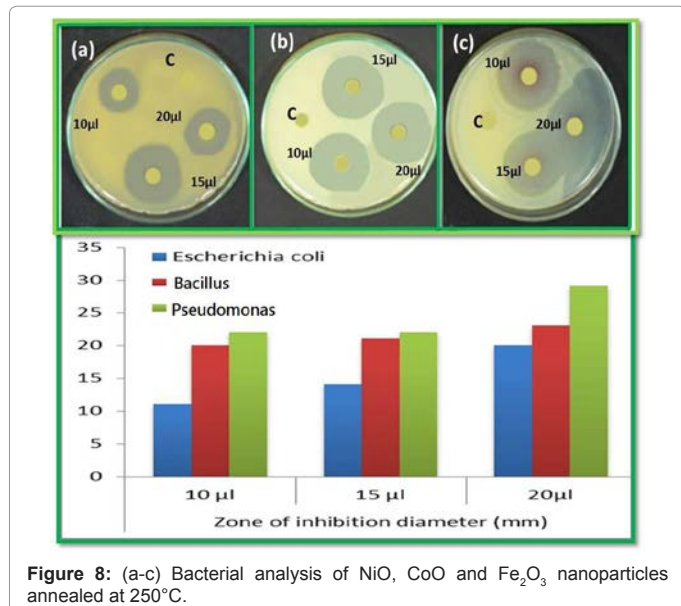 (a)
C
10µl
20µl
15µl
(b)
15µl
C
10µl
20µl
(c)
10µl
C
20µl
15µl
35
30
25
20
15
10
5
0
Escherichia coli
Bacillus
Pseudomonas
10 µl 15 µl 20µl
Zone of inhibition diameter (mm)
Figure 8: (a-c) Bacterial analysis of NiO, CoO and Fe₂O₃ nanoparticles
annealed at 250°C.